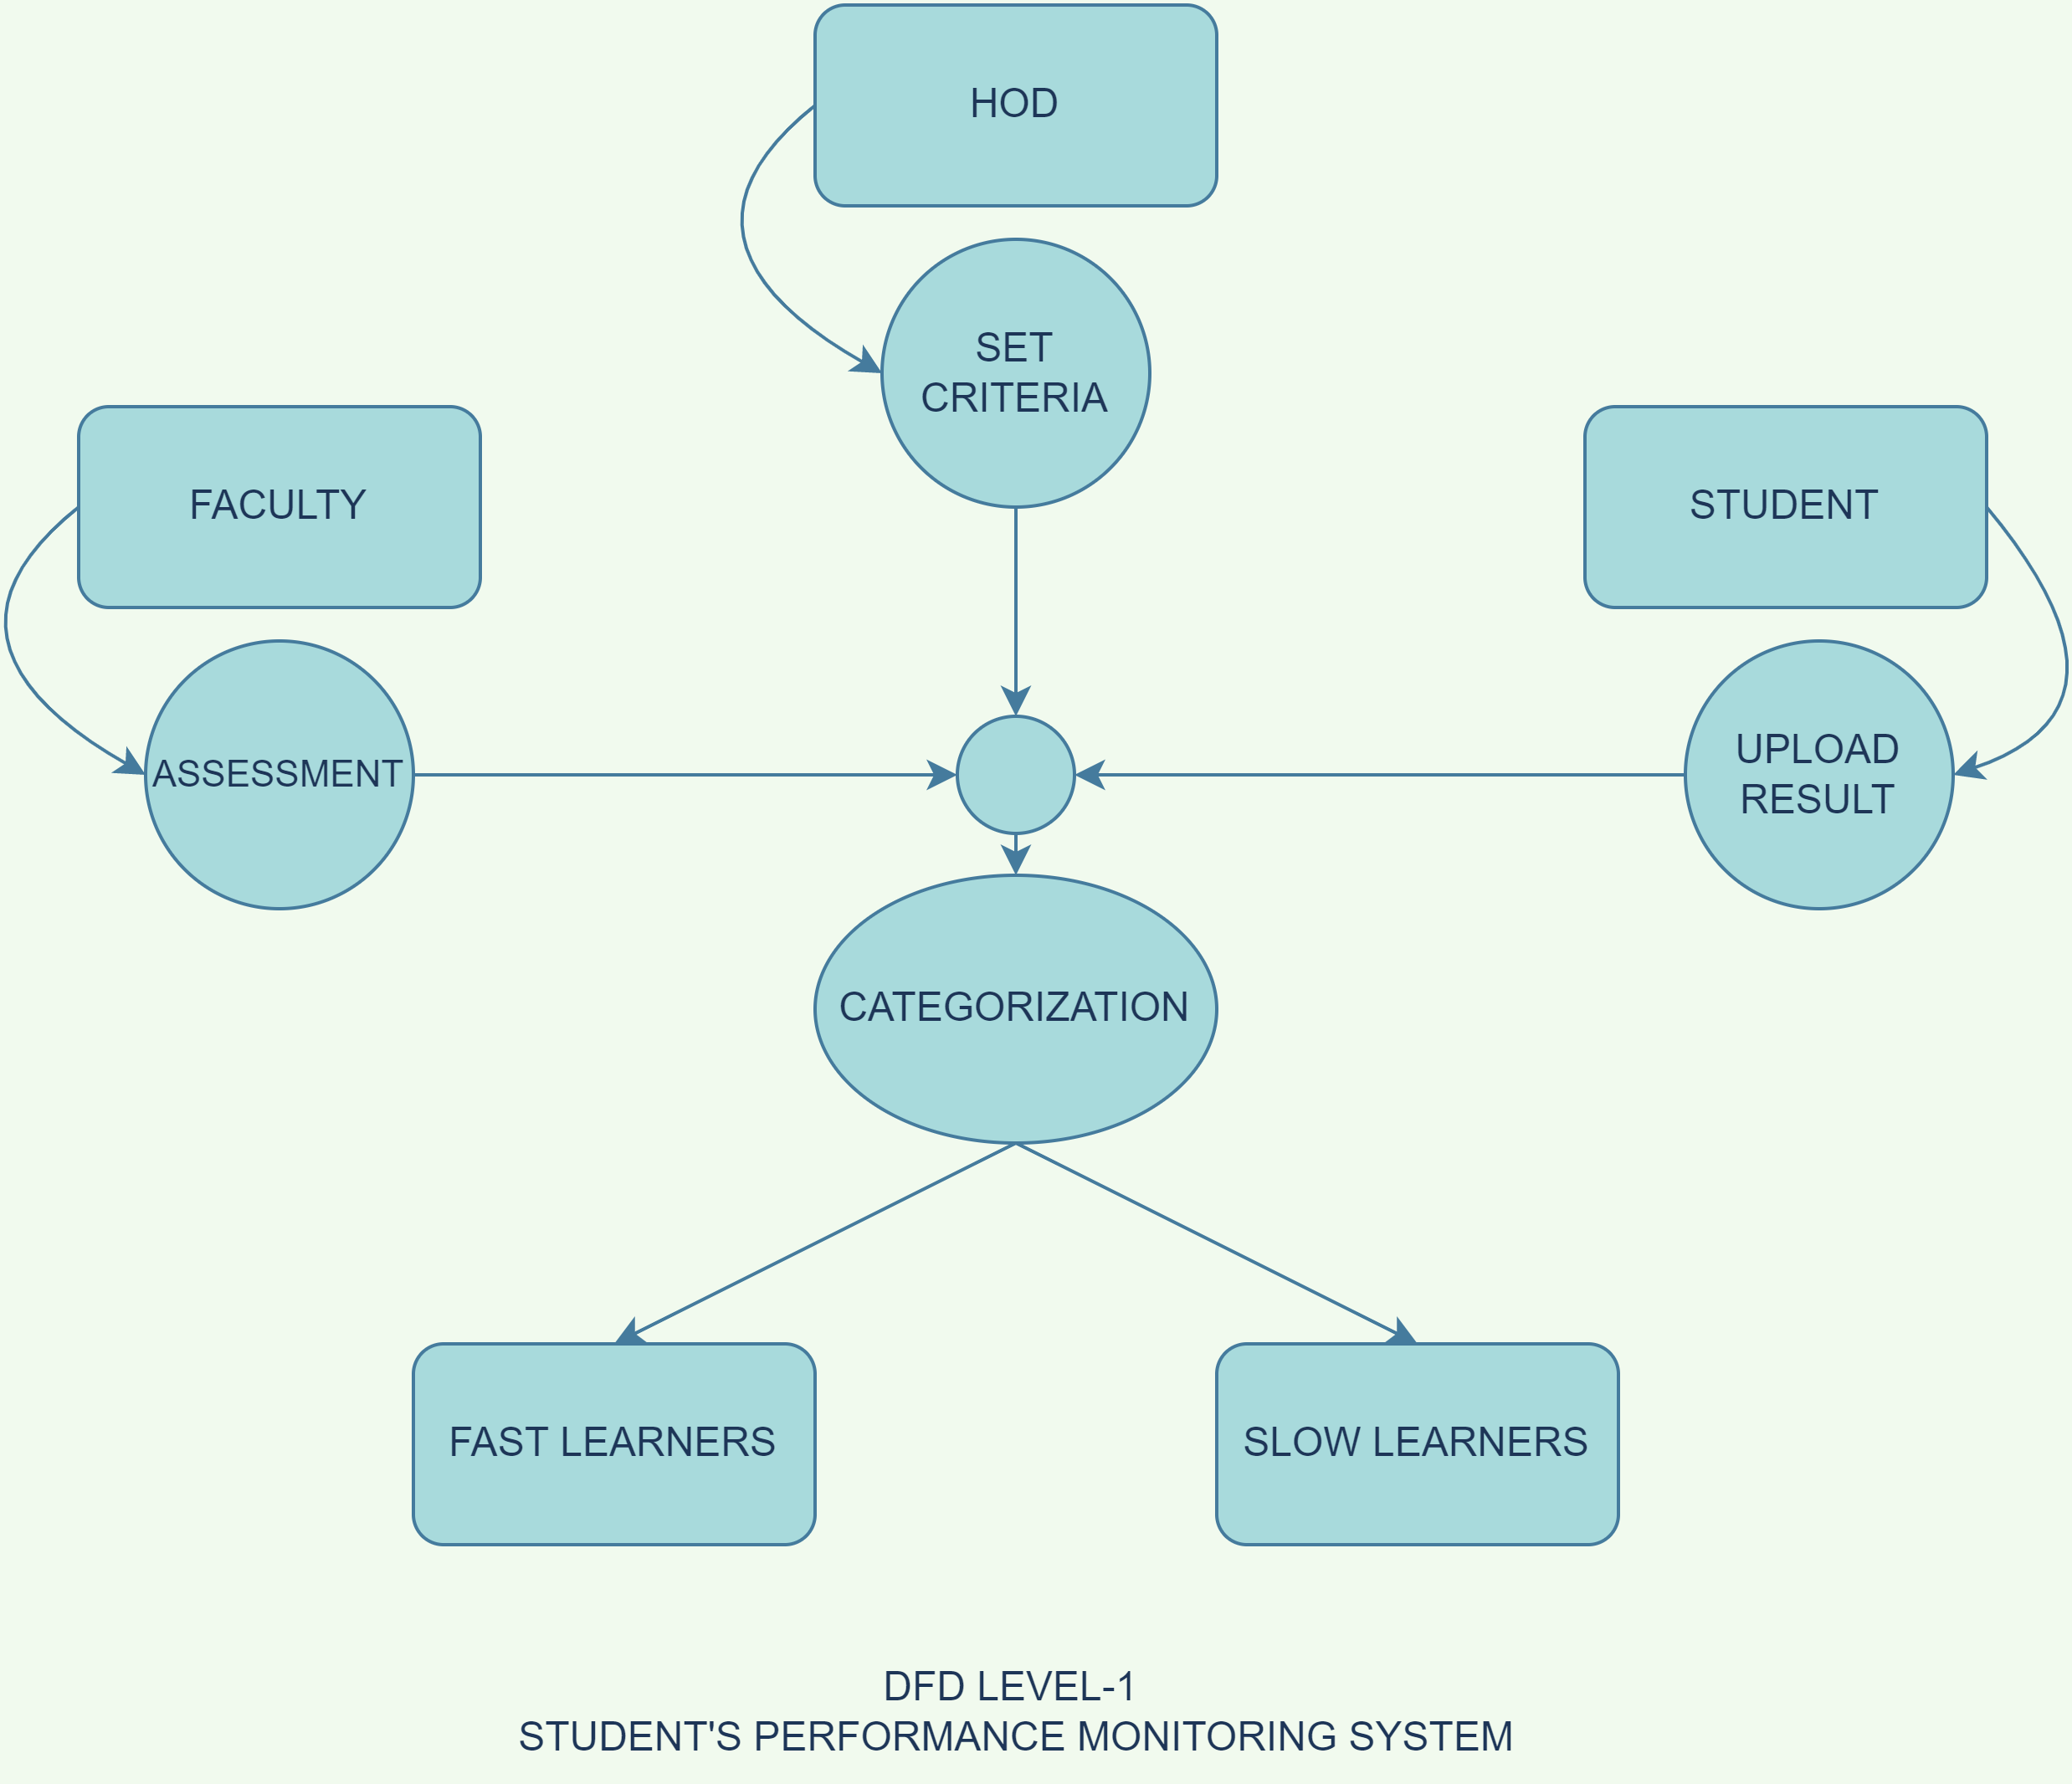 HOD
SET
CRITERIA
FACULTY
STUDENT
ASSESSMENT
UPLOAD
RESULT
CATEGORIZATION
FAST LEARNERS
SLOW LEARNERS
DFD LEVEL-1
STUDENT'S PERFORMANCE MONITORING SYSTEM